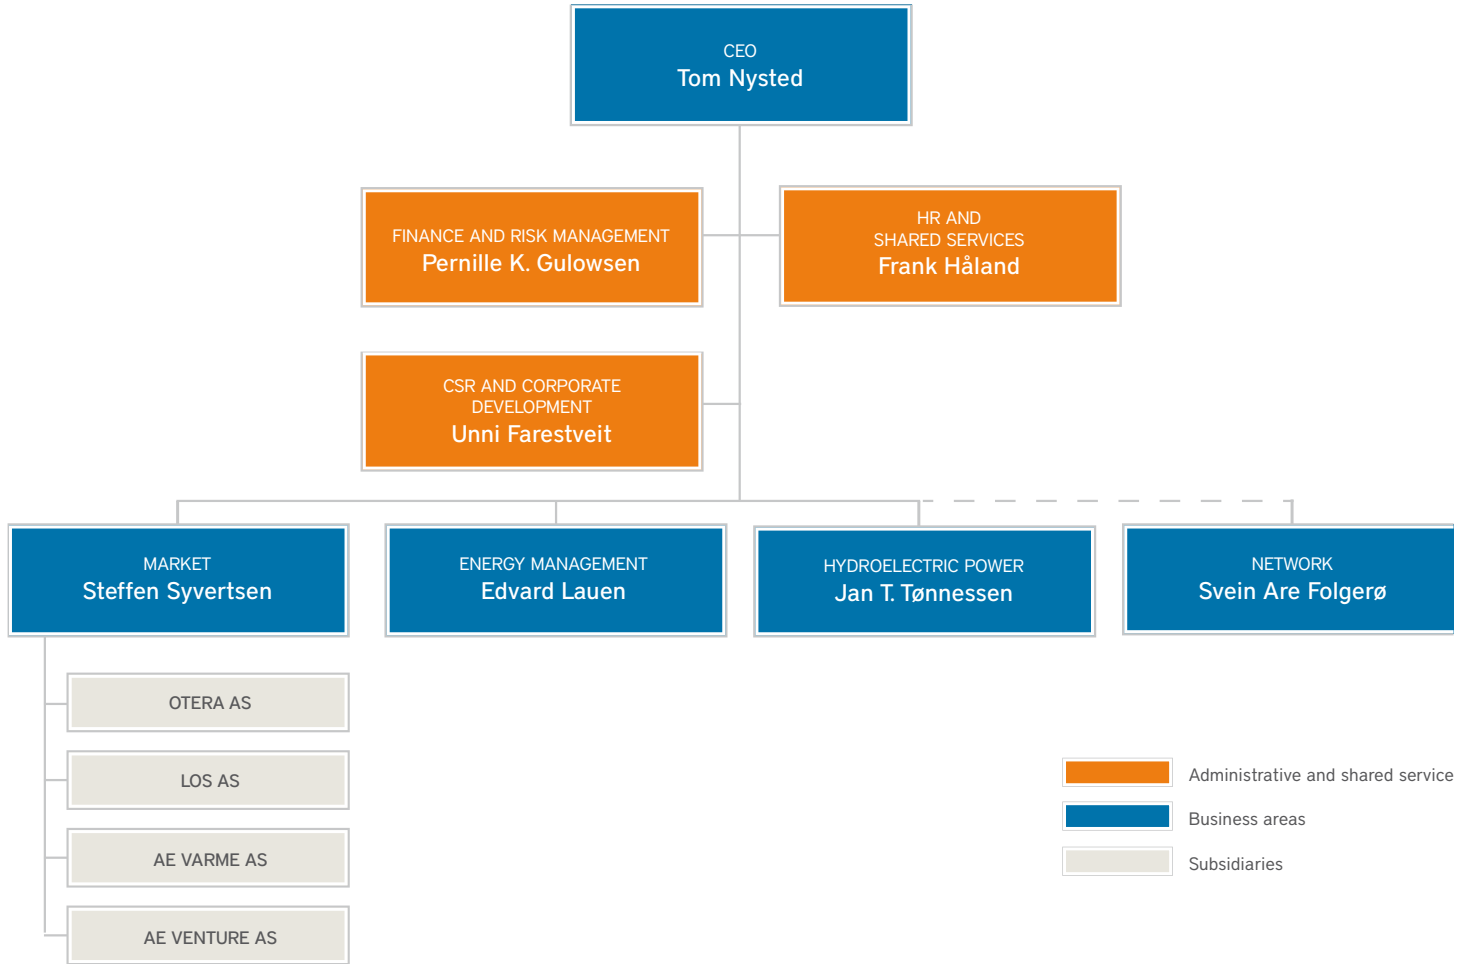 CEO
Tom Nysted
FINANCE AND RISK MANAGEMENT
Pernille K. Gulowsen
HR AND
SHARED SERVICES
Frank Håland
CSR AND CORPORATE
DEVELOPMENT
Unni Farestveit
MARKET
Steffen Syvertsen
ENERGY MANAGEMENT
Edvard Lauen
HYDROELECTRIC POWER
Jan T. Tønnessen
NETWORK
Svein Are Folgerø
OTERA AS
LOS AS
AE VARME AS
AE VENTURE AS
Administrative and shared service
Business areas
Subsidiaries